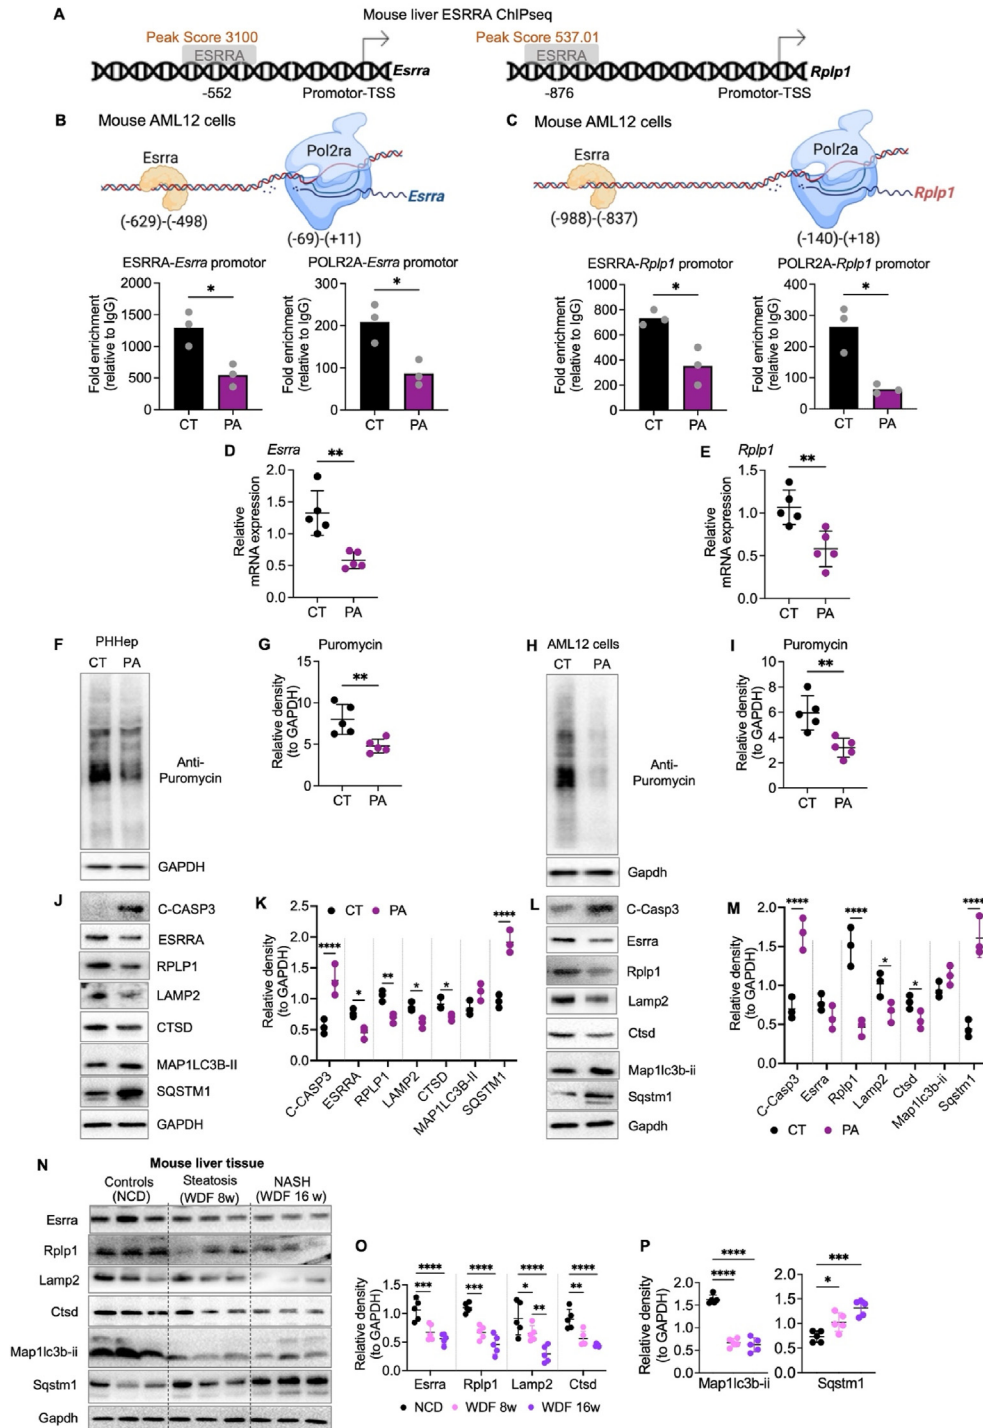 A
Mouse liver ESRRA ChIPseq
Peak Score 3100
ESRRA
Esrra
-552
Promotor-TSS
Peak Score 537.01
ESRRA
Rplp1
-876
Promotor-TSS
B
Mouse AML12 cells
Esrra
Pol2ra
Esrra
(-629)-(-498)
(-69)-(+11)
C
Mouse AML12 cells
Esrra
Polr2a
Rplp1
(-988)-(-837)
(-140)-(+18)
ESRRA-Esrra promotor
Fold enrichment
(relative to IgG)
2000
1500
1000
500
0
*
CT PA
POLR2A-Esrra promotor
Fold enrichment
(relative to IgG)
300
200
100
0
*
CT PA
ESRRA-Rplp1 promotor
Fold enrichment
(relative to IgG)
1000
800
600
400
200
0
*
CT PA
POLR2A-Rplp1 promotor
Fold enrichment
(relative to IgG)
400
300
200
100
0
*
CT PA
D
Esrra
Relative
mRNA expression
2.0
1.5
1.0
0.5
0.0
**
CT PA
E
Rplp1
Relative
mRNA expression
1.5
1.0
0.5
0.0
**
CT PA
F
PHHep
CT PA
Anti-
Puromycin
GAPDH
G
Puromycin
Relative density
(to GAPDH)
15
10
5
0
**
CT PA
H
AML12 cells
CT PA
Anti-
Puromycin
Gapdh
I
Puromycin
Relative density
(to GAPDH)
10
8
6
4
2
0
**
CT PA
J
C-CASP3
ESRRA
RPLP1
LAMP2
CTSD
MAP1LC3B-II
SQSTM1
GAPDH
K
CT PA
Relative density
(to GAPDH)
2.5
2.0
1.5
1.0
0.5
0.0
****
*
**
*
*
****
C-CASP3
ESRRA
RPLP1
LAMP2
CTSD
MAP1LC3B-II
SQSTM1
L
C-Casp3
Esrra
Rplp1
Lamp2
Ctsd
Map1lc3b-ii
Sqstm1
Gapdh
M
Relative density
(to GAPDH)
2.0
1.5
1.0
0.5
0.0
****
****
*
*
****
C-Casp3
Esrra
Rplp1
Lamp2
Ctsd
Map1lc3b-ii
Sqstm1
CT PA
N
Mouse liver tissue
Controls
(NCD)
Steatosis
(WDF 8w)
NASH
(WDF 16 w)
Esrra
Rplp1
Lamp2
Ctsd
Map1lc3b-ii
Sqstm1
Gapdh
O
Relative density
(to GAPDH)
1.5
1.0
0.5
0.0
****
***
****
***
****
*
**
****
**
Esrra
Rplp1
Lamp2
Ctsd
NCD WDF 8w WDF 16w
P
Relative density
(to GAPDH)
2.0
1.5
1.0
0.5
0.0
****
****
Map1lc3b-ii
2.0
1.5
1.0
0.5
0.0
***
*
Sqstm1